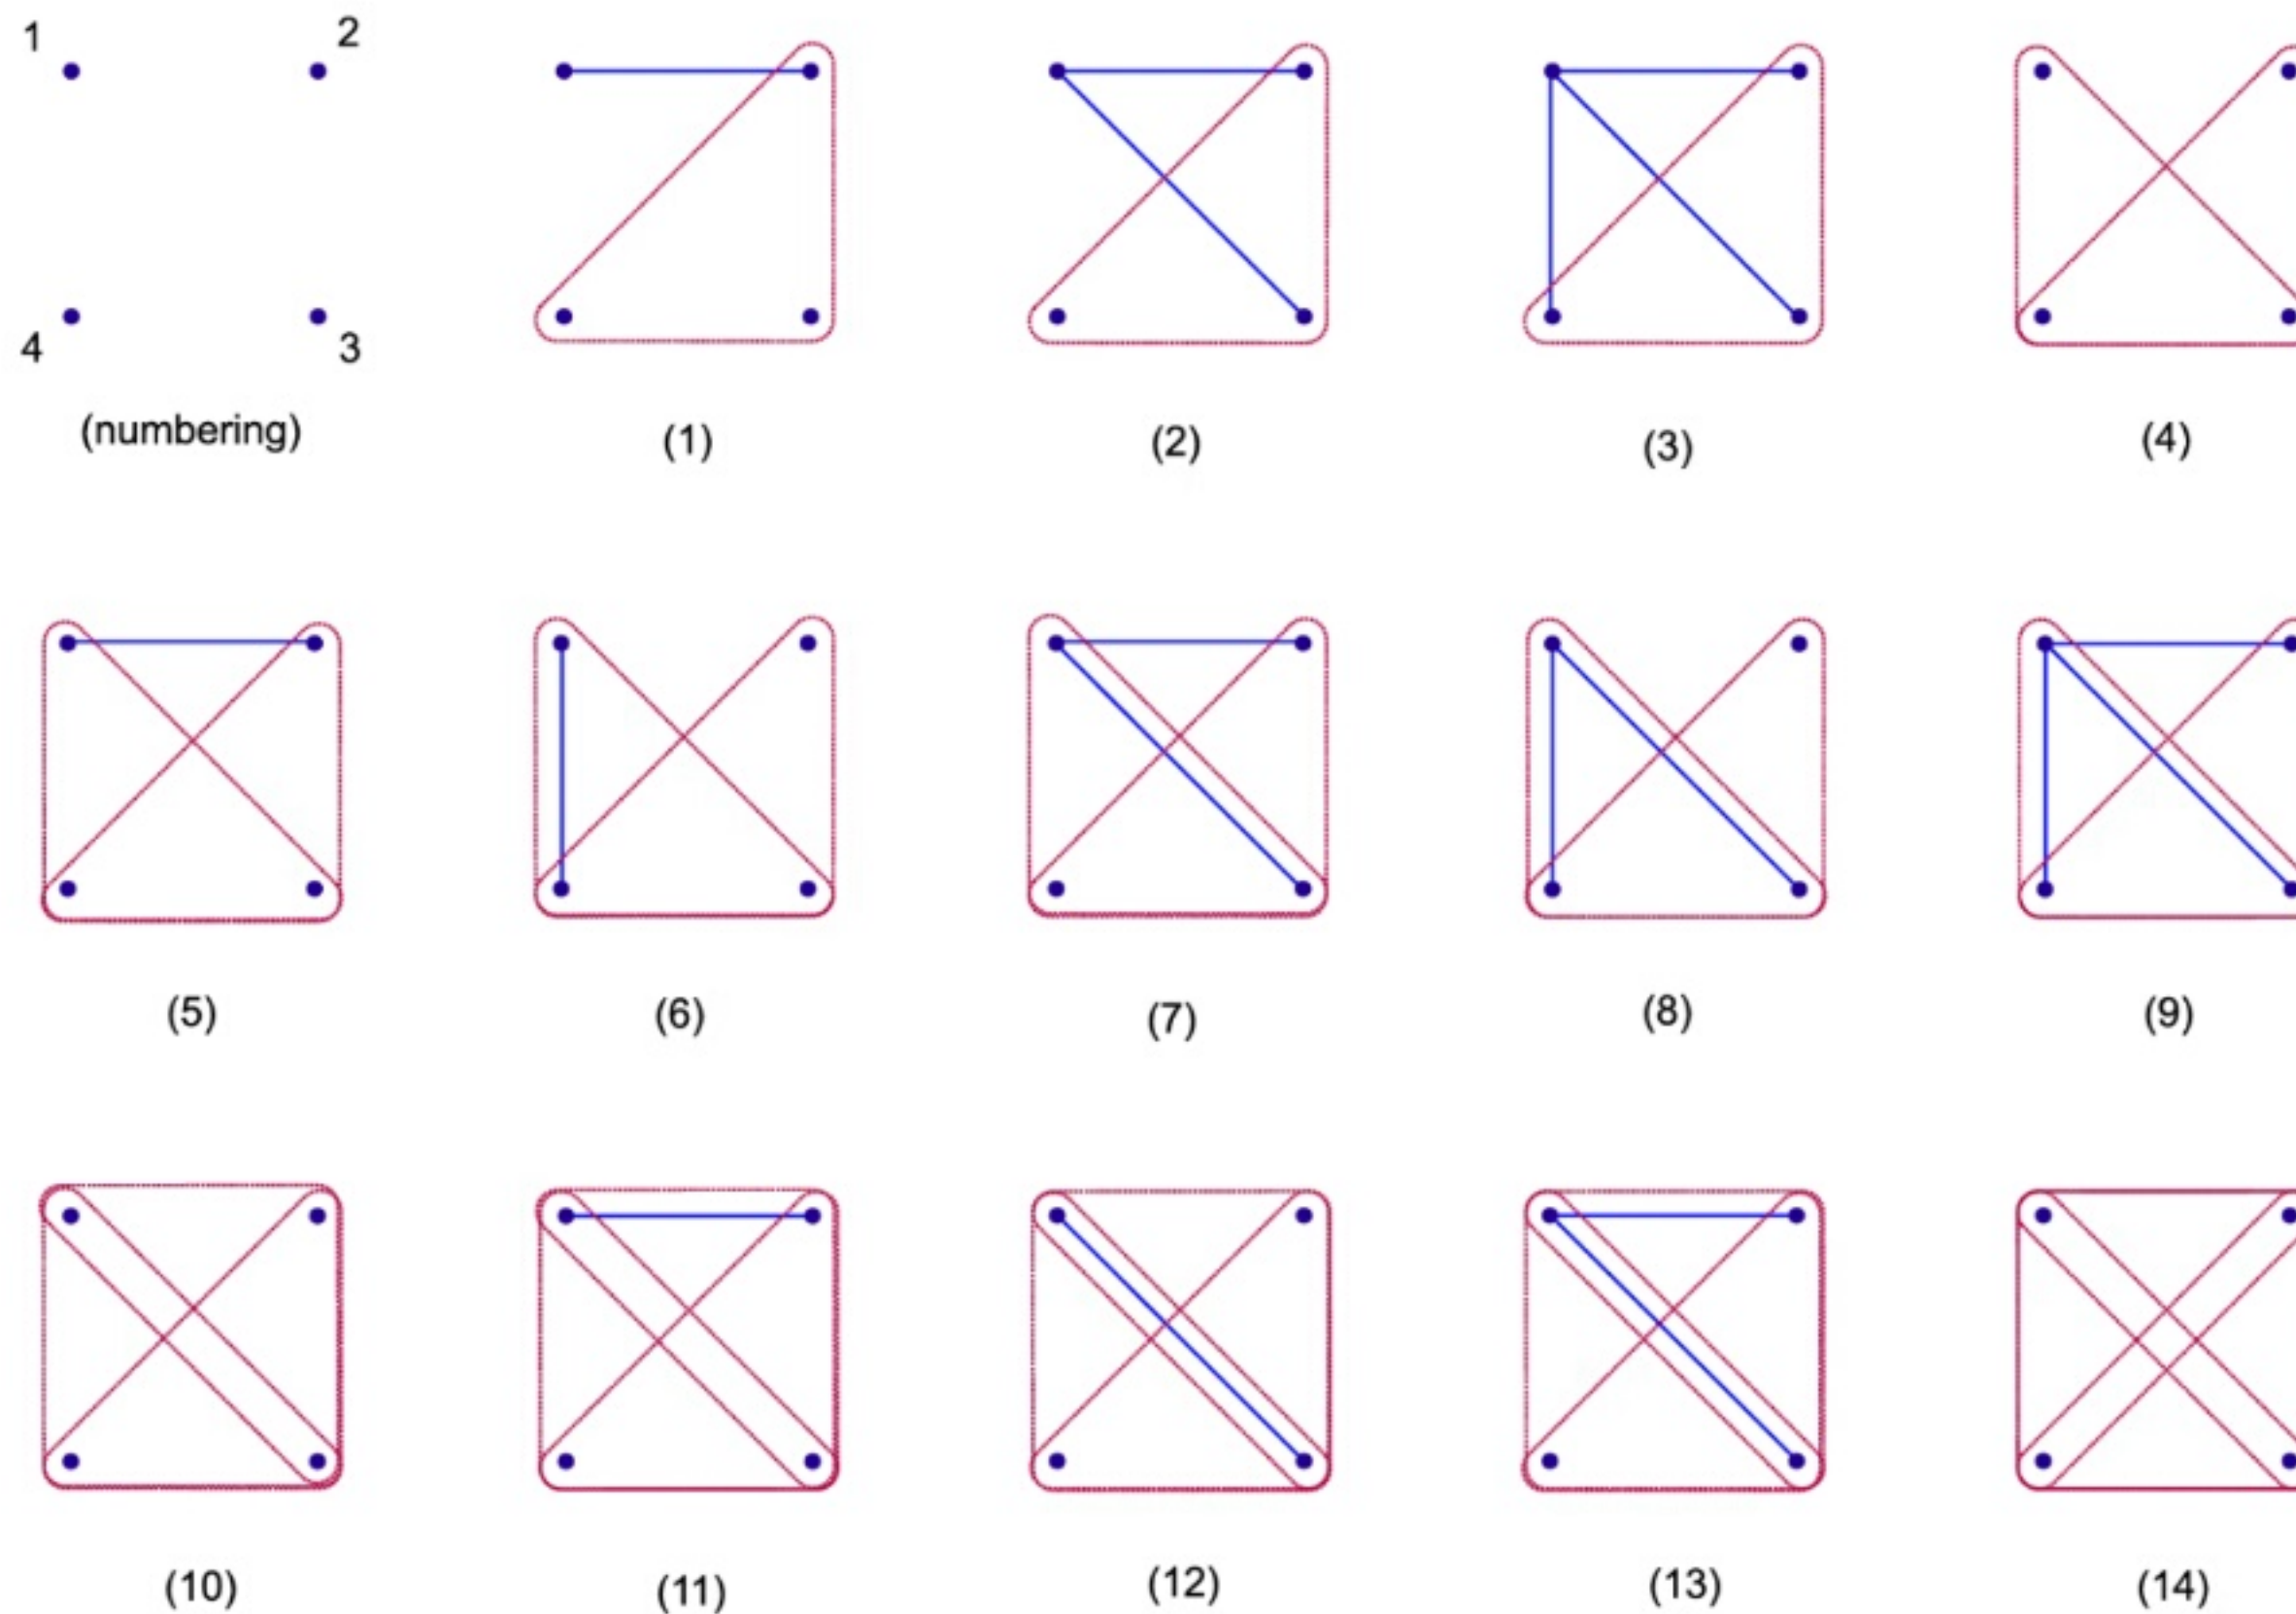 1 2
4 3
(numbering) (1) (2) (3) (4)
(5) (6) (7) (8) (9)
(10) (11) (12) (13) (14)